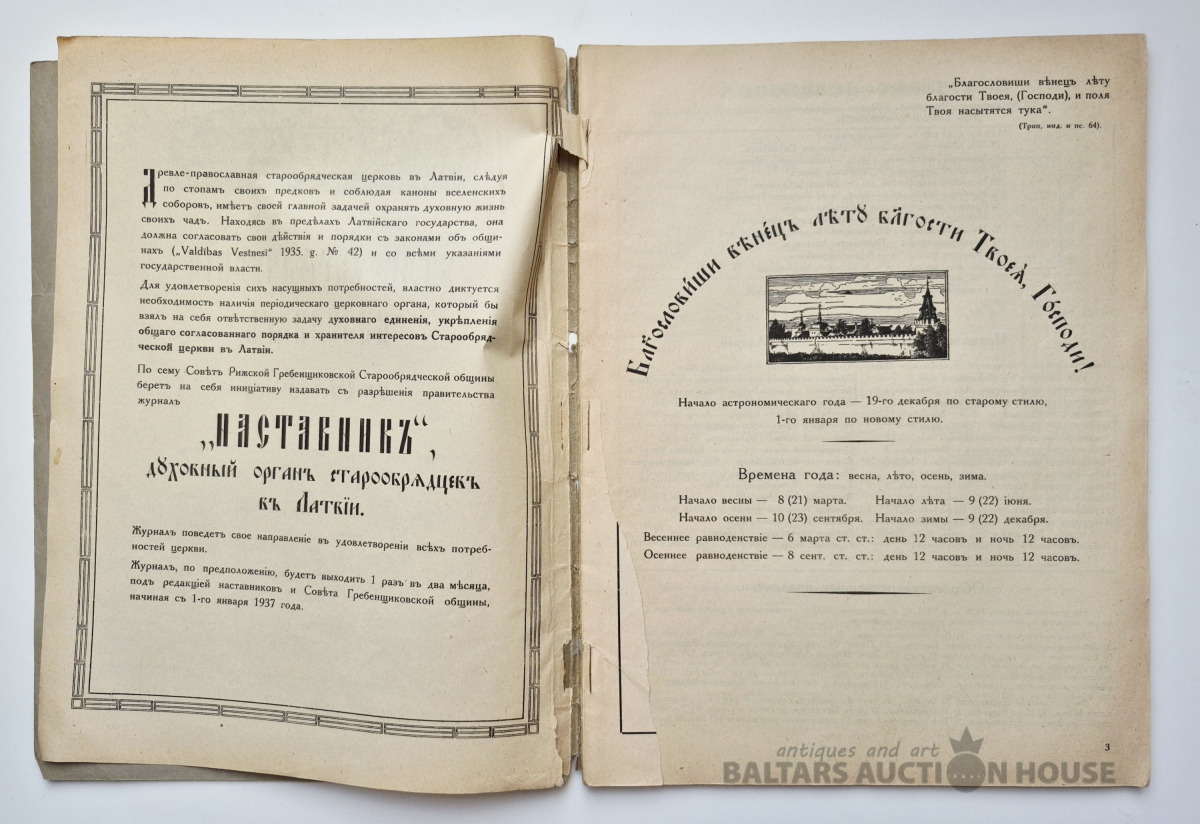 Древле-православная старообрядческая церковь въ Латвіи, слѣдуя
по стопамъ своихъ предковъ и соблюдая каноны вселенскихъ
соборовъ, имѣетъ своей главной задачей охранять духовную жизнь
своихъ чадъ. Находясь въ предѣлахъ Латвійскаго государства, она
должна согласовать свои дѣйствія и порядки съ законами объ общи-
нахъ („Valdības Vestnesi" 1935. g. № 42) и со всѣми указаніями
государственной власти.
Для удовлетворенія сихъ насущныхъ потребностей, властно диктуется
необходимость наличія періодическаго церковнаго органа, который бы
взялъ на себя отвѣтственную задачу духовнаго единенія, укрѣпленія
общаго согласованнаго порядка и хранителя интересовъ Старообряд-
ческой церкви въ Латвіи.
По сему Совѣтъ Рижской Гребенщиковской Старообрядческой общины
беретъ на себя иниціативу издавать съ разрѣшенія правительства
журналъ
„НАСТАВНИКЪ“,
духовный органъ старообрядцевъ
въ Латвіи.
Журналъ поведетъ свое направленіе въ удовлетвореніи всѣхъ потреб-
ностей церкви.
Журналъ, по предположенію, будетъ выходить 1 разъ въ два мѣсяца,
подъ редакціей наставниковъ и Совѣта Гребенщиковской общины,
начиная съ 1-го января 1937 года.
„Благословиши вѣнецъ лѣту
благости Твоея, (Господи), и поля
Твоя насытятся тука“.
(Троп. инд. и пс. 64).
Блгослови́ши вѣне́цъ лѣту бл҃гости Твоея̀, Го́споди!
Начало астрономическаго года — 19-го декабря по старому стилю,
1-го января по новому стилю.
Времена года: весна, лѣто, осень, зима.
Начало весны — 8 (21) марта. Начало лѣта — 9 (22) іюня.
Начало осени — 10 (23) сентября. Начало зимы — 9 (22) декабря.
Весеннее равноденствіе — 6 марта ст. ст.: день 12 часовъ и ночь 12 часовъ.
Осеннее равноденствіе — 8 сент. ст. ст.: день 12 часовъ и ночь 12 часовъ.
3
antiques and art
BALTARS AUCTION HOUSE